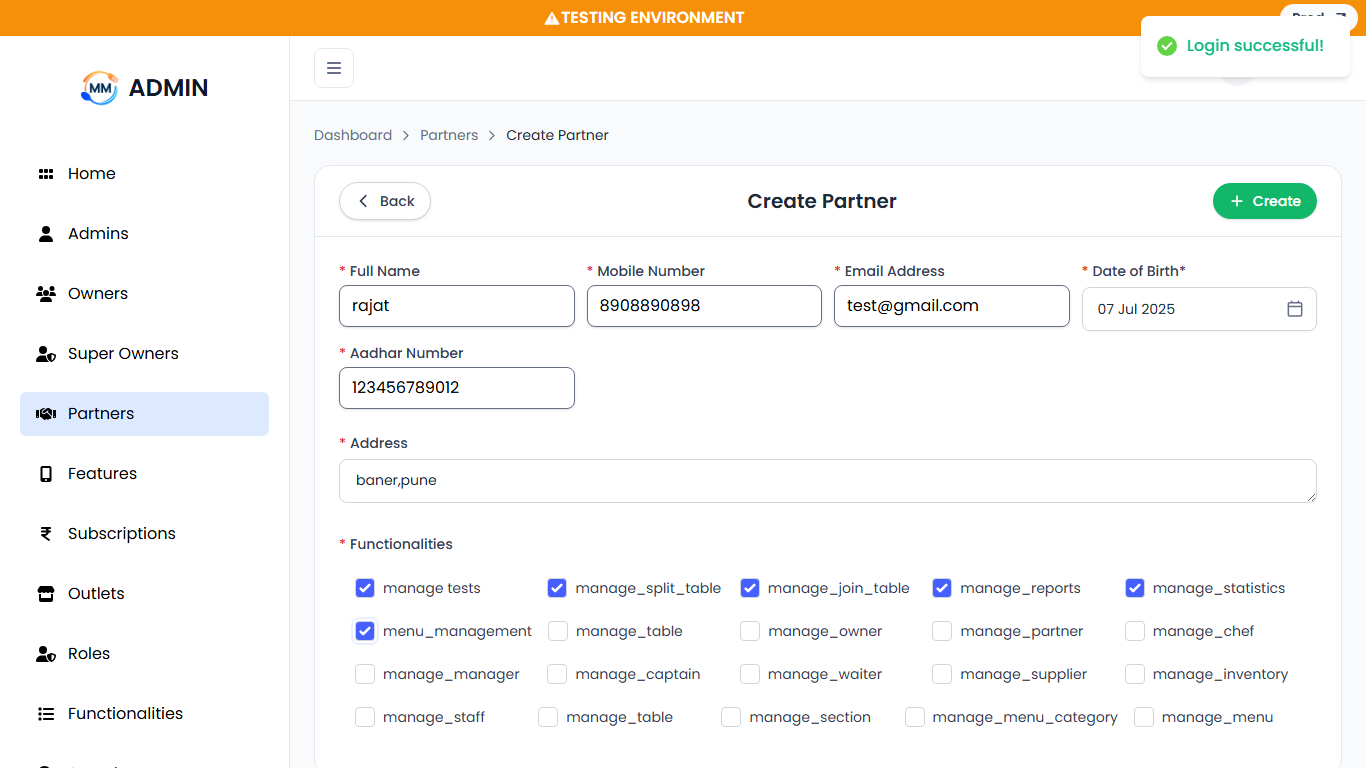 TESTING ENVIRONMENT
Login successful!
MM ADMIN
Home
Admins
Owners
Super Owners
Partners
Features
Subscriptions
Outlets
Roles
Functionalities
Dashboard > Partners > Create Partner
Back
Create Partner
+ Create
* Full Name
rajat
* Mobile Number
8908890898
* Email Address
test@gmail.com
* Date of Birth*
07 Jul 2025
* Aadhar Number
123456789012
* Address
baner,pune
* Functionalities
manage tests manage_split_table manage_join_table manage_reports manage_statistics
menu_management manage_table manage_owner manage_partner manage_chef
manage_manager manage_captain manage_waiter manage_supplier manage_inventory
manage_staff manage_table manage_section manage_menu_category manage_menu